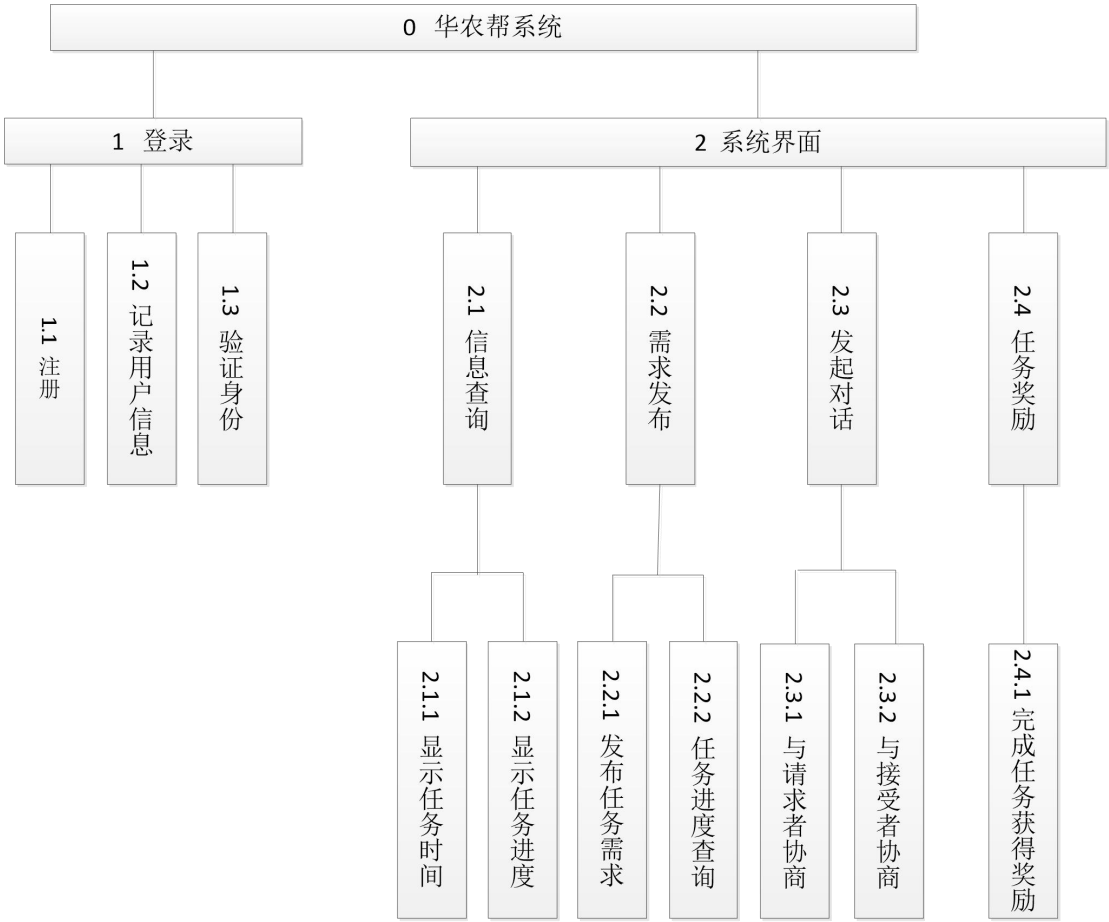 0 华农帮系统
1 登录
2 系统界面
1.1 注册
1.2 记录用户信息
1.3 验证身份
2.1 信息查询
2.2 需求发布
2.3 发起对话
2.4 任务奖励
2.1.1 显示任务时间
2.1.2 显示任务进度
2.2.1 发布任务需求
2.2.2 任务进度查询
2.3.1 与请求者协商
2.3.2 与接受者协商
2.4.1 完成任务获得奖励